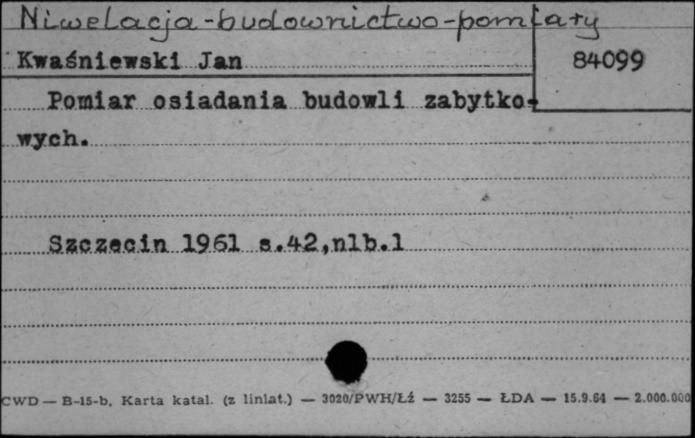 Niwelacja-budownictwo-pomiary
Kwaśniewski Jan
84099
Pomiar osiadania budowli zabytko-
wych.
Szczecin 1961 s.42,nlb.1
CWD — B-15-b, Karta katal. (z liniat.) — 3020/PWH/Łź — 3255 — ŁDA — 15.9.64 — 2.000.000